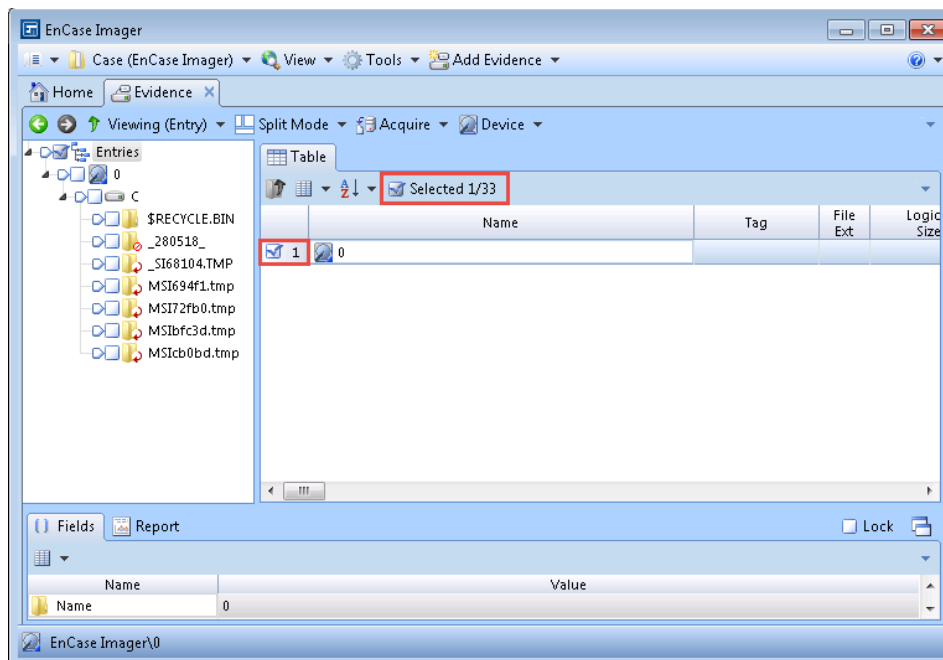 EnCase Imager
Case (EnCase Imager) View Tools Add Evidence
Home Evidence
Viewing (Entry) Split Mode Acquire Device
Entries
0
C
$RECYCLE.BIN
_280518_
_SI68104.TMP
MSI694f1.tmp
MSI72fb0.tmp
MSIbfc3d.tmp
MSIcb0bd.tmp
Table
Selected 1/33
Name Tag File Ext Logic Size
1 0
Fields Report Lock
Name Value
Name 0
EnCase Imager\0